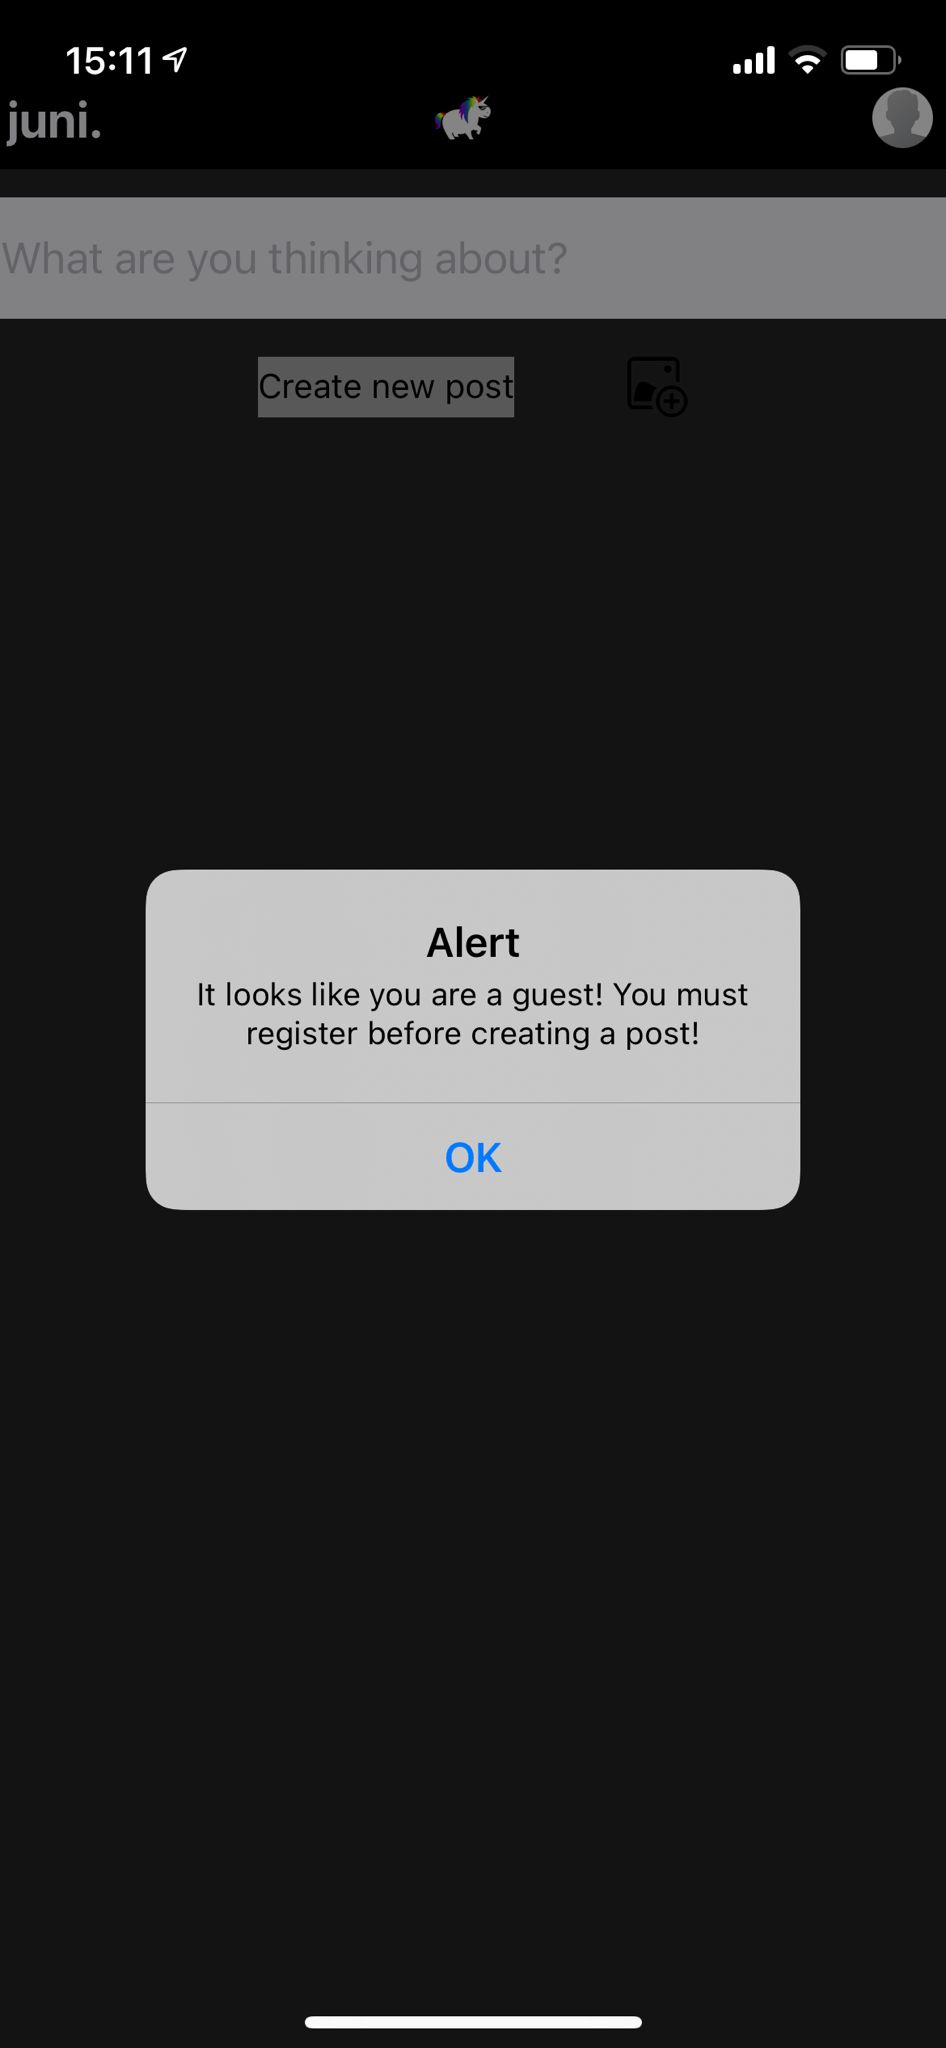 15:11
juni.
What are you thinking about?
Create new post
Alert
It looks like you are a guest! You must
register before creating a post!
OK